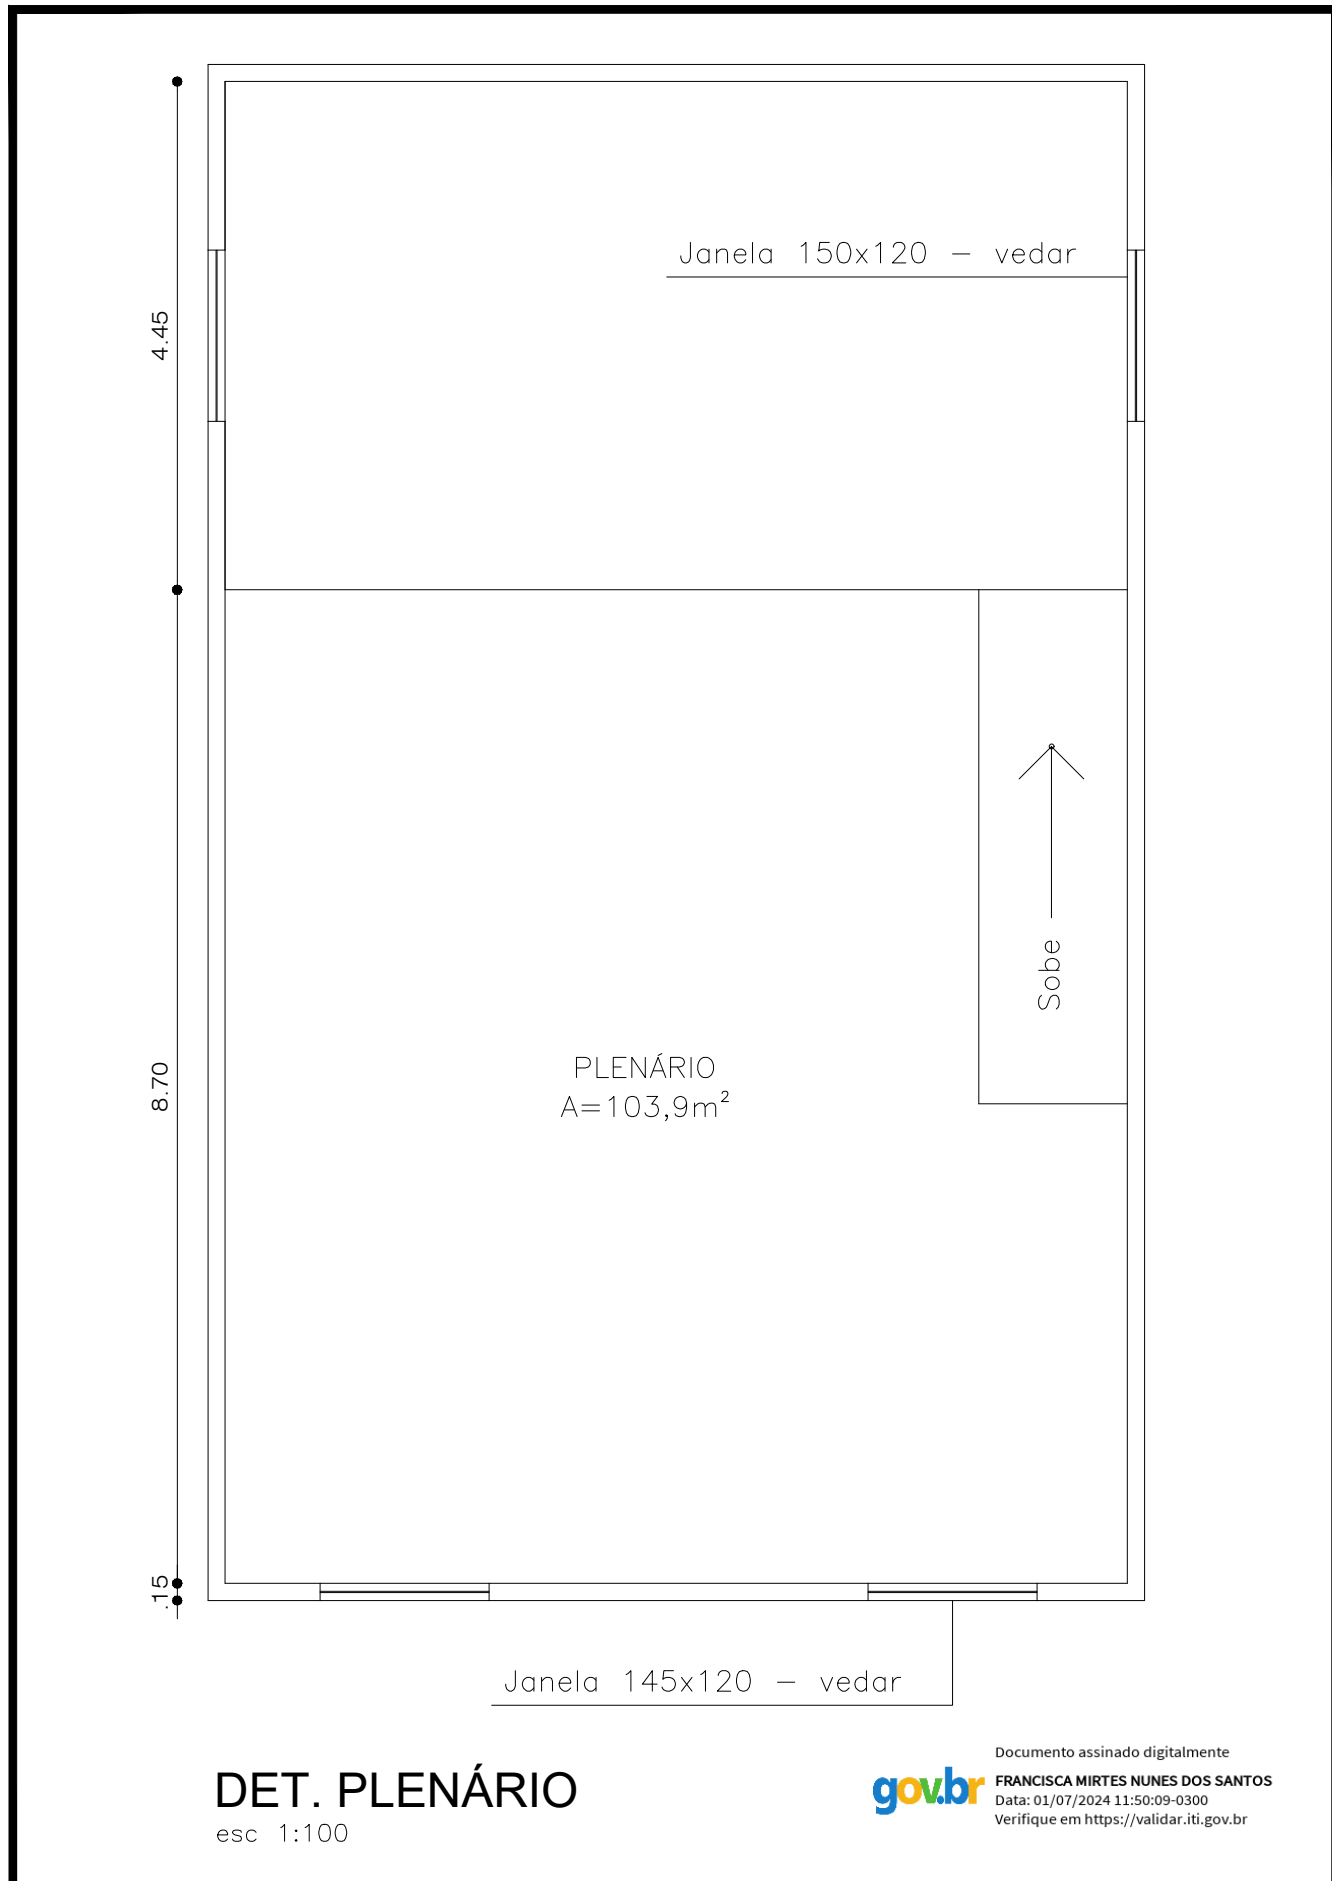 Janela 150x120 – vedar
4.45
Sobe
PLENÁRIO
A=103,9m²
8.70
.15
Janela 145x120 – vedar
DET. PLENÁRIO
esc 1:100
gov.br
Documento assinado digitalmente
FRANCISCA MIRTES NUNES DOS SANTOS
Data: 01/07/2024 11:50:09-0300
Verifique em https://validar.iti.gov.br